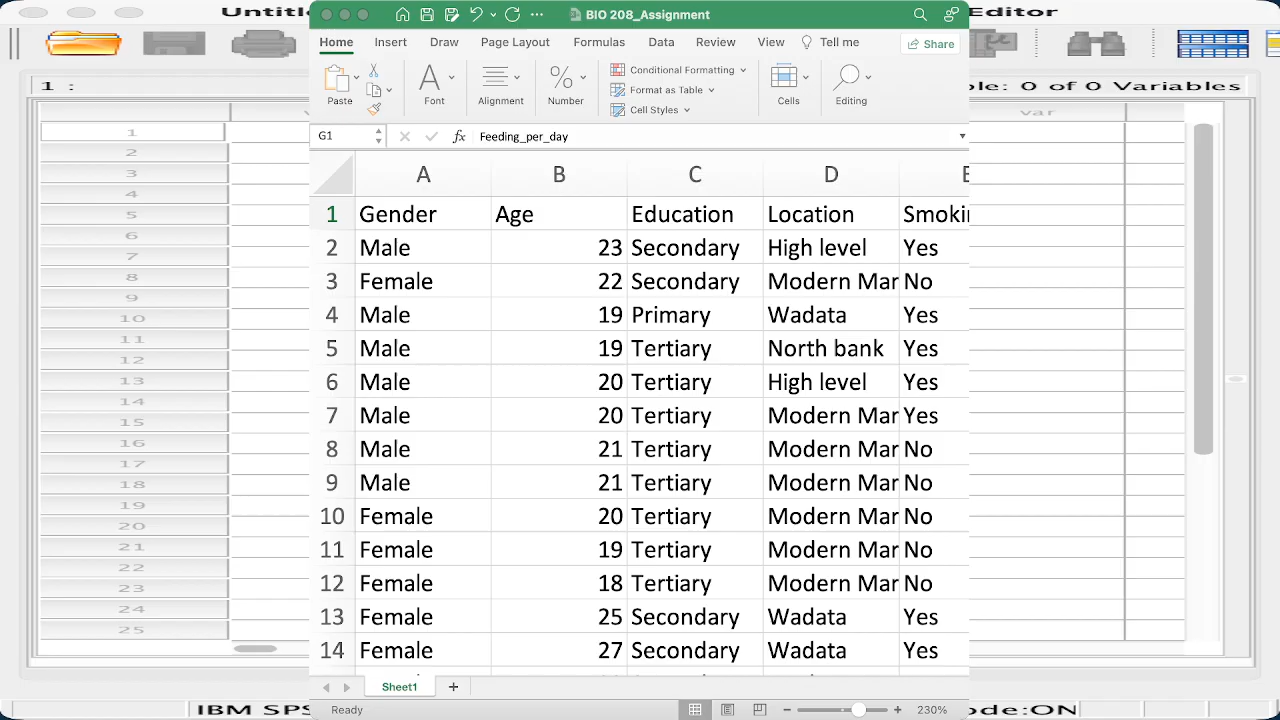 Untitle
BIO 208_Assignment
Editor
Home Insert Draw Page Layout Formulas Data Review View Tell me Share
Paste Font Alignment Number Conditional Formatting Format as Table Cell Styles Cells Editing
1 :
ble: 0 of 0 Variables
G1 fx Feeding_per_day
var
A B C D E
1 Gender Age Education Location Smokin
2 Male 23 Secondary High level Yes
3 Female 22 Secondary Modern Mar No
4 Male 19 Primary Wadata Yes
5 Male 19 Tertiary North bank Yes
6 Male 20 Tertiary High level Yes
7 Male 20 Tertiary Modern Mar Yes
8 Male 21 Tertiary Modern Mar No
9 Male 21 Tertiary Modern Mar No
10 Female 20 Tertiary Modern Mar No
11 Female 19 Tertiary Modern Mar No
12 Female 18 Tertiary Modern Mar No
13 Female 25 Secondary Wadata Yes
14 Female 27 Secondary Wadata Yes
1
2
3
4
5
6
7
8
9
10
11
12
13
14
15
16
17
18
19
20
21
22
23
24
25
Sheet1
Ready 230%
IBM SPS
ode:ON